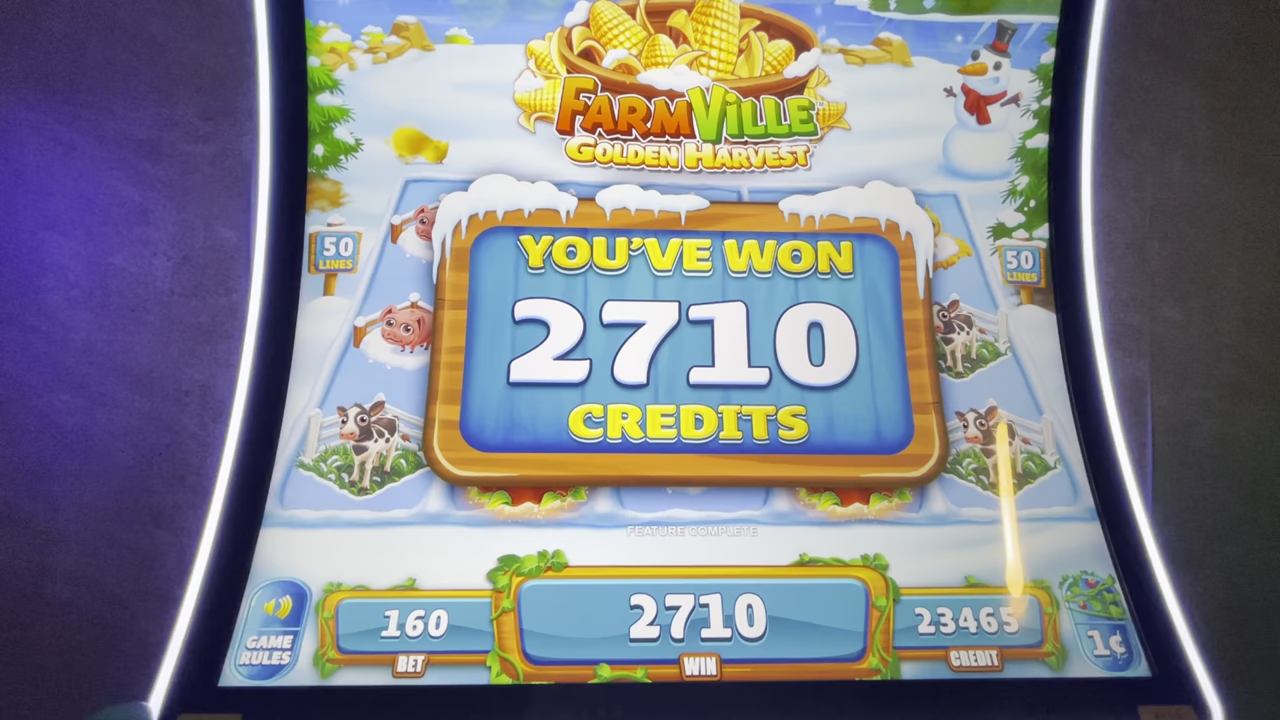 FARMVILLE™
GOLDEN HARVEST
50
LINES
50
LINES
YOU'VE WON
2710
CREDITS
FEATURE COMPLETE
GAME
RULES
160
BET
2710
WIN
23465
CREDIT
1¢